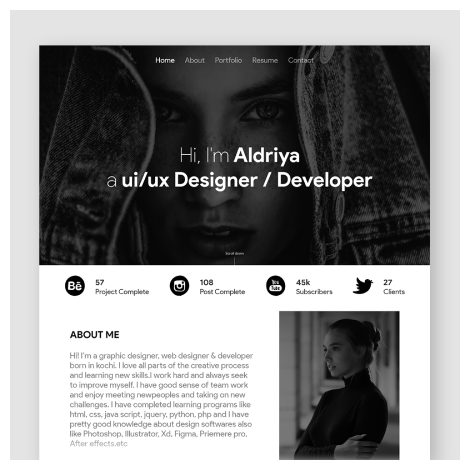 Home About Portfolio Resume Contact
Hi, I'm Aldriya
a ui/ux Designer / Developer
Scroll down
Bē 57 Project Complete
108 Post Complete
You Tube 45k Subscribers
27 Clients
ABOUT ME
Hi! I'm a graphic designer, web designer & developer
born in kochi. I love all parts of the creative process
and learning new skills.I work hard and always seek
to improve myself. I have good sense of team work
and enjoy meeting newpeoples and taking on new
challenges. I have completed learning programs like
html, css, java script, jquery, python, php and I have
pretty good knowledge about design softwares also
like Photoshop, Illustrator, Xd, Figma, Priemere pro,
After effects.etc